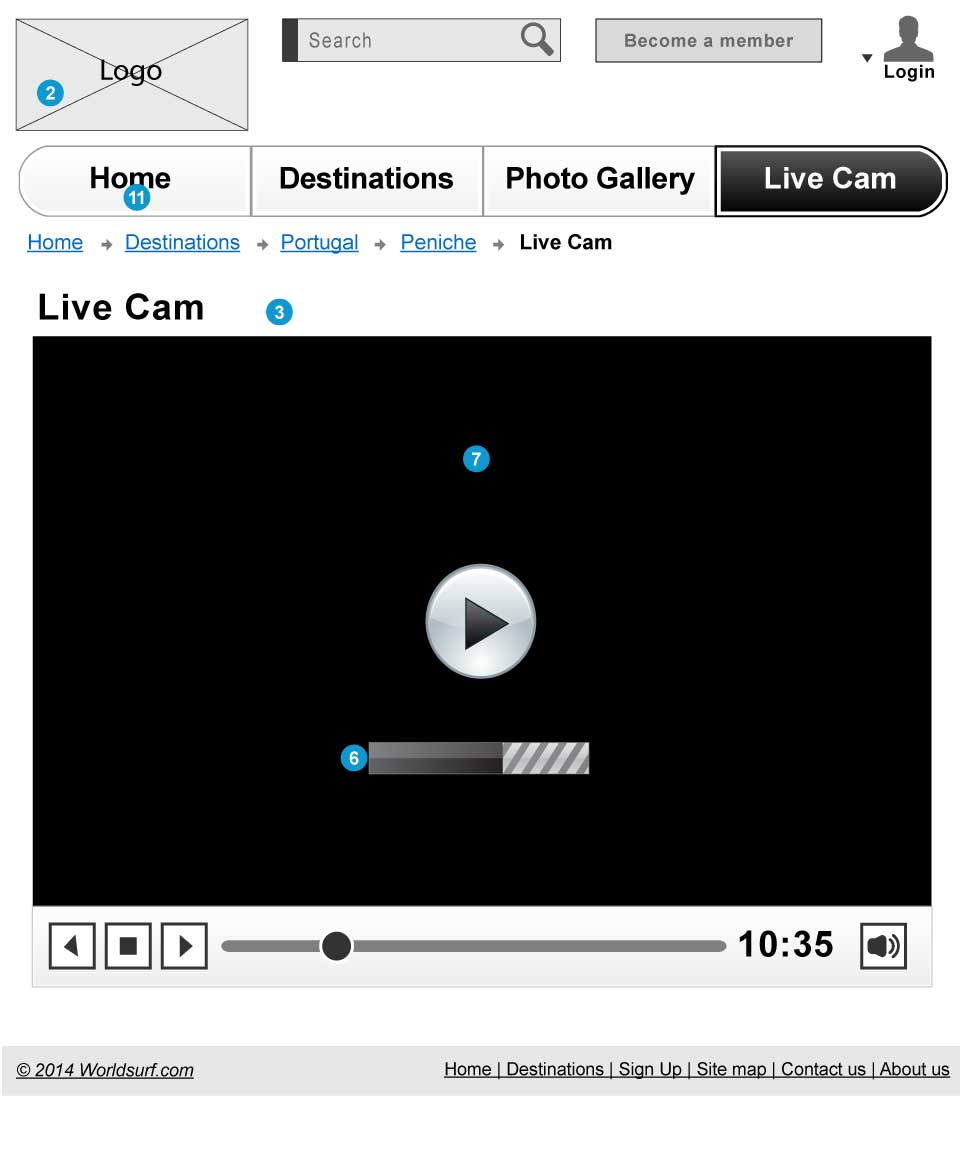 Logo
2
Search
Become a member
Login
Home
11
Destinations
Photo Gallery
Live Cam
Home Destinations Portugal Peniche Live Cam
Live Cam
3
7
6
10:35
© 2014 Worldsurf.com
Home | Destinations | Sign Up | Site map | Contact us | About us